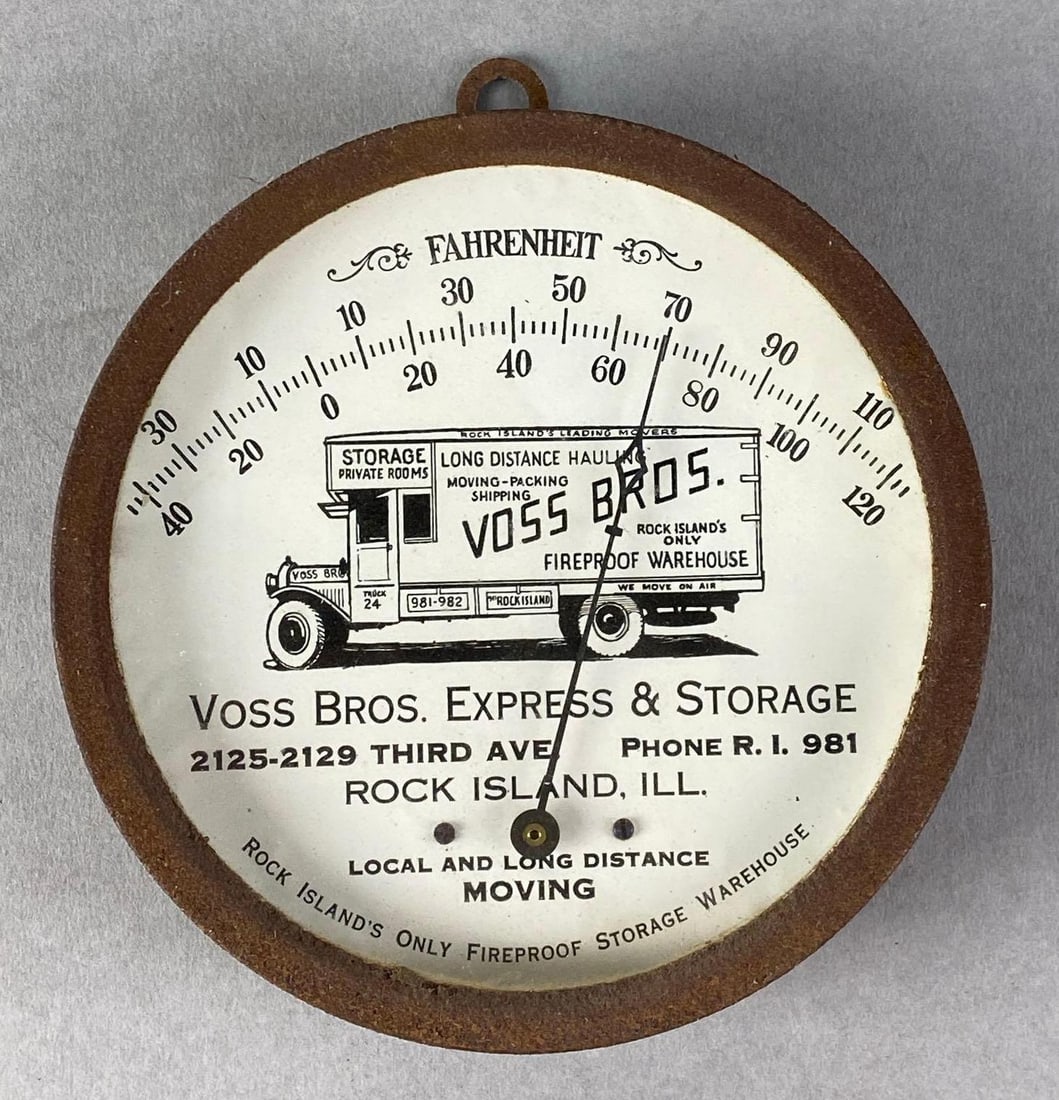 FAHRENHEIT
30 10 10 30 50 70 90 110
40 20 0 20 40 60 80 100 120
ROCK ISLAND'S LEADING MOVERS
STORAGE
PRIVATE ROOMS
LONG DISTANCE HAULING
MOVING-PACKING
SHIPPING
VOSS BROS.
ROCK ISLAND'S
ONLY
FIREPROOF WAREHOUSE
VOSS BRO
TRUCK
24
981-982
ROCK ISLAND
WE MOVE ON AIR
VOSS BROS. EXPRESS & STORAGE
2125-2129 THIRD AVE. PHONE R. I. 981
ROCK ISLAND, ILL.
LOCAL AND LONG DISTANCE
MOVING
ROCK ISLAND'S ONLY FIREPROOF STORAGE WAREHOUSE